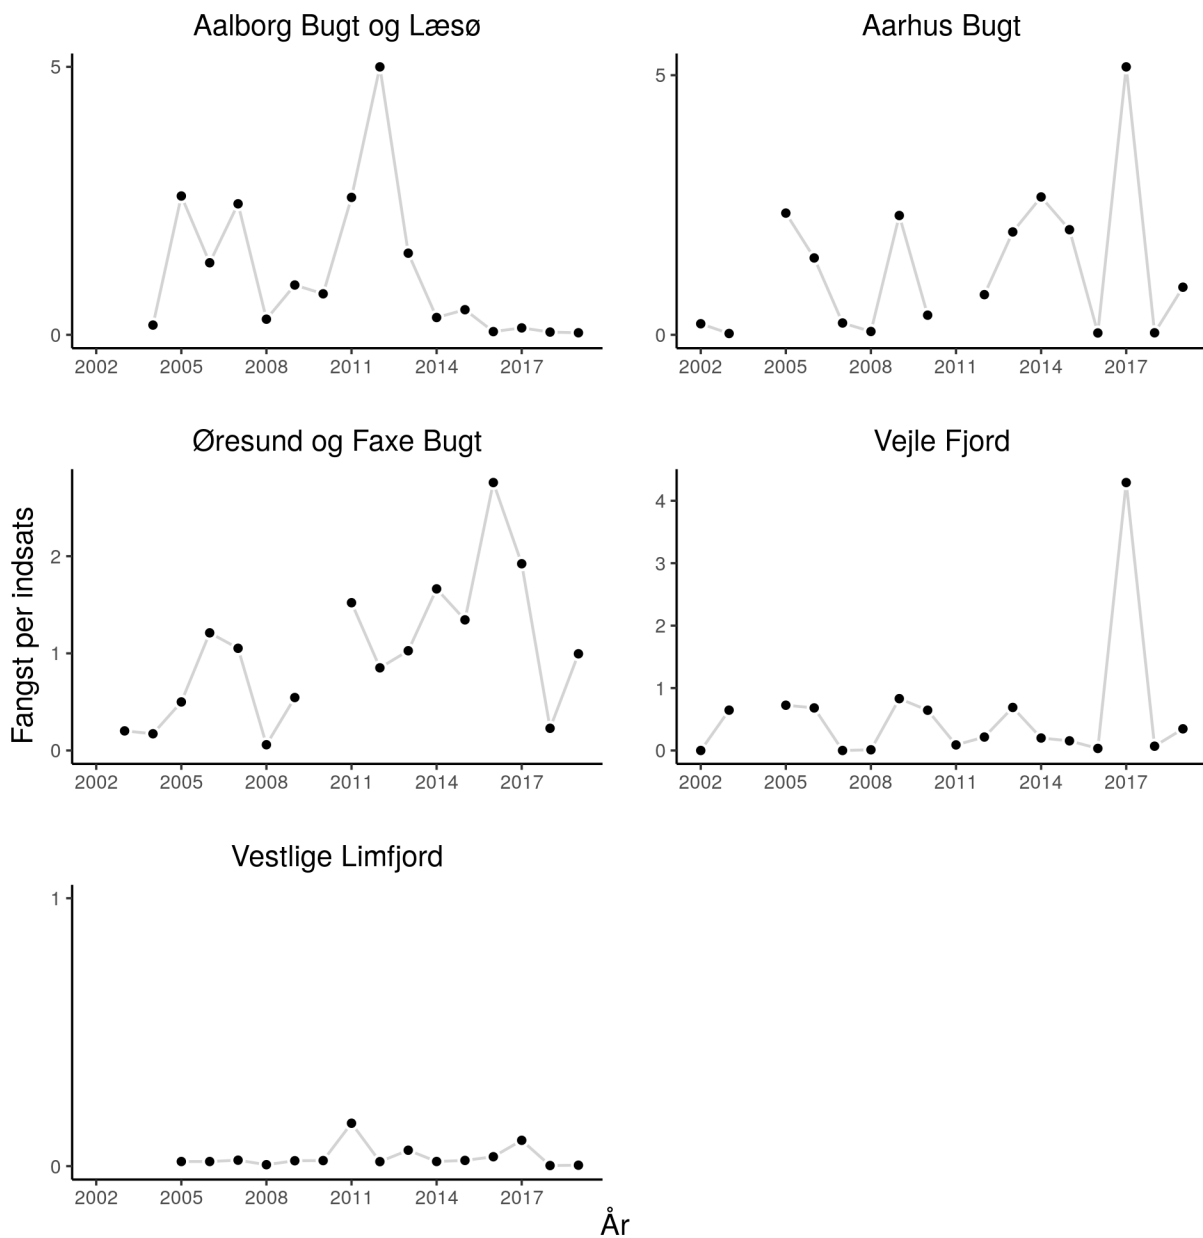 Aalborg Bugt og Læsø
Aarhus Bugt
5
0
2002 2005 2008 2011 2014 2017
5
0
2002 2005 2008 2011 2014 2017
Øresund og Faxe Bugt
Vejle Fjord
Fangst per indsats
2
1
0
2002 2005 2008 2011 2014 2017
4
3
2
1
0
2002 2005 2008 2011 2014 2017
Vestlige Limfjord
1
0
2002 2005 2008 2011 2014 2017
År